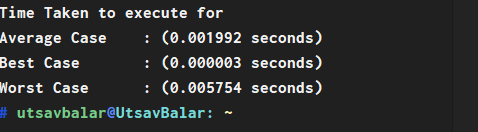 Time Taken to execute for
Average Case    : (0.001992 seconds)
Best Case       : (0.000003 seconds)
Worst Case      : (0.005754 seconds)
# utsavbalar@UtsavBalar: ~